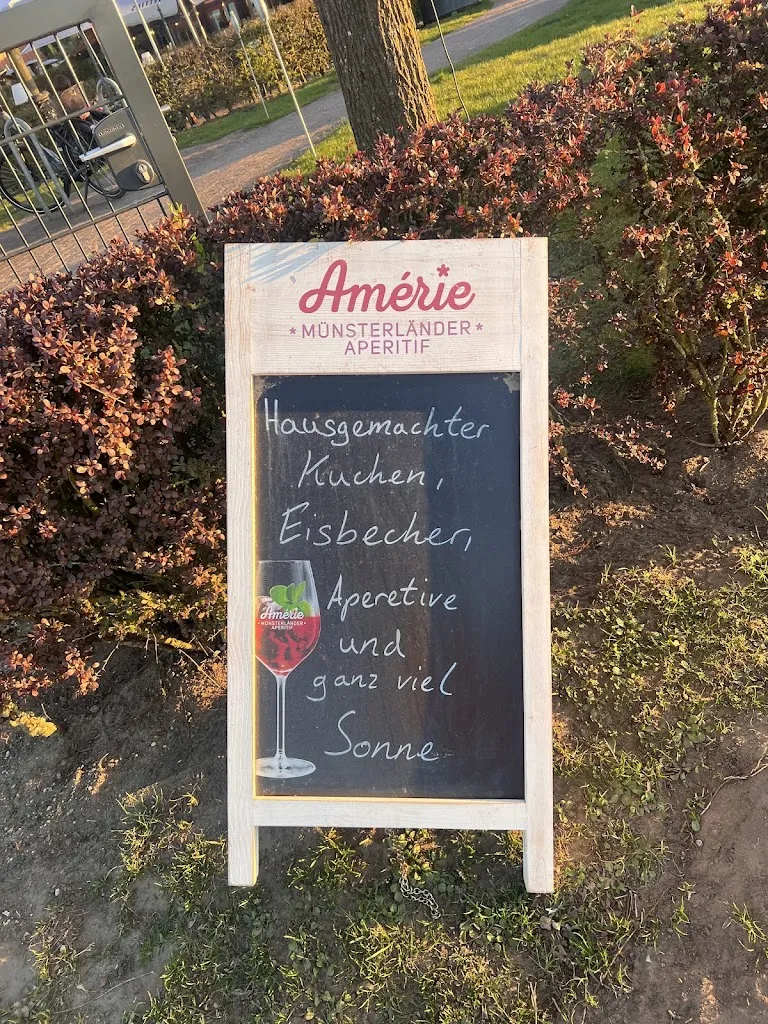 Amérie
*MÜNSTERLÄNDER*
APERITIF
Hausgemachter
Kuchen,
Eisbecher,
Aperetive
und
ganz viel
Sonne
Amérie
*MÜNSTERLÄNDER*
APERITIF